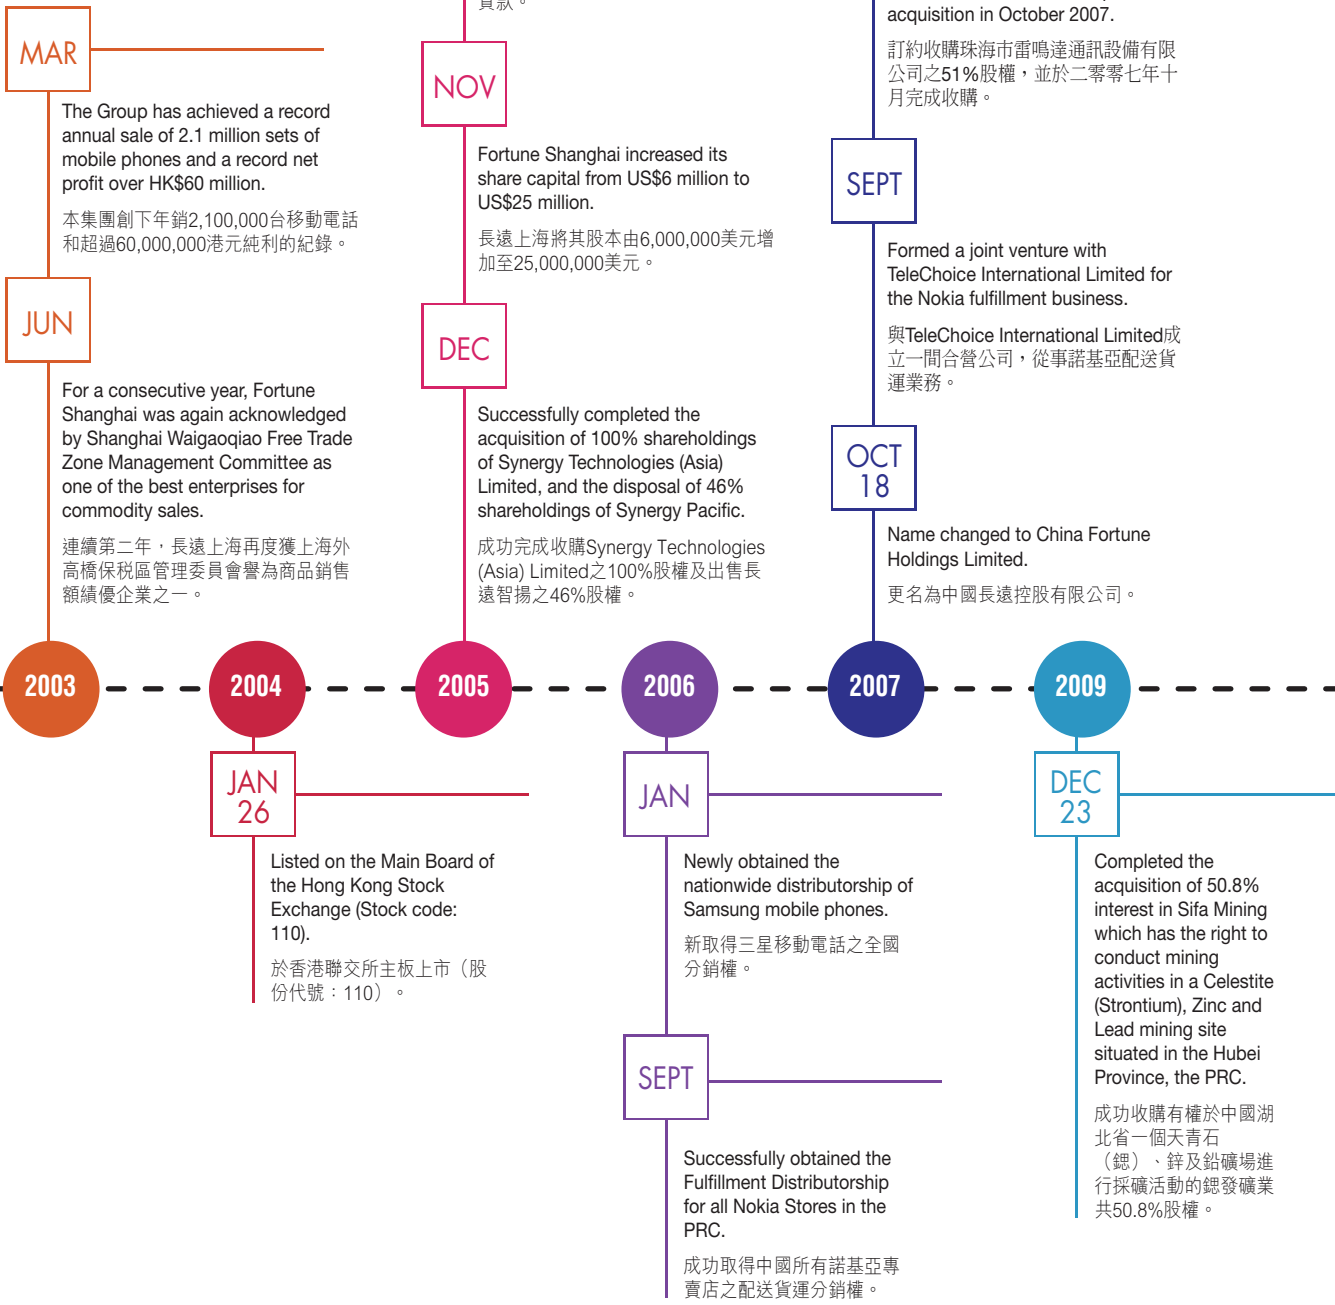 MAR
The Group has achieved a record
annual sale of 2.1 million sets of
mobile phones and a record net
profit over HK$60 million.
本集團創下年銷2,100,000台移動電話
和超過60,000,000港元純利的紀錄。
JUN
For a consecutive year, Fortune
Shanghai was again acknowledged
by Shanghai Waigaoqiao Free Trade
Zone Management Committee as
one of the best enterprises for
commodity sales.
連續第二年，長遠上海再度獲上海外
高橋保稅區管理委員會譽為商品銷售
額績優企業之一。
2003
2004
JAN
26
Listed on the Main Board of
the Hong Kong Stock
Exchange (Stock code:
110).
於香港聯交所主板上市（股
份代號：110）。
NOV
Fortune Shanghai increased its
share capital from US$6 million to
US$25 million.
長遠上海將其股本由6,000,000美元增
加至25,000,000美元。
DEC
Successfully completed the
acquisition of 100% shareholdings
of Synergy Technologies (Asia)
Limited, and the disposal of 46%
shareholdings of Synergy Pacific.
成功完成收購Synergy Technologies
(Asia) Limited之100%股權及出售長
遠智揚之46%股權。
2005
2006
JAN
Newly obtained the
nationwide distributorship of
Samsung mobile phones.
新取得三星移動電話之全國
分銷權。
SEPT
Successfully obtained the
Fulfillment Distributorship
for all Nokia Stores in the
PRC.
成功取得中國所有諾基亞專
賣店之配送貨運分銷權。
acquisition in October 2007.
訂約收購珠海市雷鳴達通訊設備有限
公司之51%股權，並於二零零七年十
月完成收購。
SEPT
Formed a joint venture with
TeleChoice International Limited for
the Nokia fulfillment business.
與TeleChoice International Limited成
立一間合營公司，從事諾基亞配送貨
運業務。
OCT
18
Name changed to China Fortune
Holdings Limited.
更名為中國長遠控股有限公司。
2007
2009
DEC
23
Completed the
acquisition of 50.8%
interest in Sifa Mining
which has the right to
conduct mining
activities in a Celestite
(Strontium), Zinc and
Lead mining site
situated in the Hubei
Province, the PRC.
成功收購有權於中國湖
北省一個天青石
（鍶）、鋅及鉛礦場進
行採礦活動的鍶發礦業
共50.8%股權。